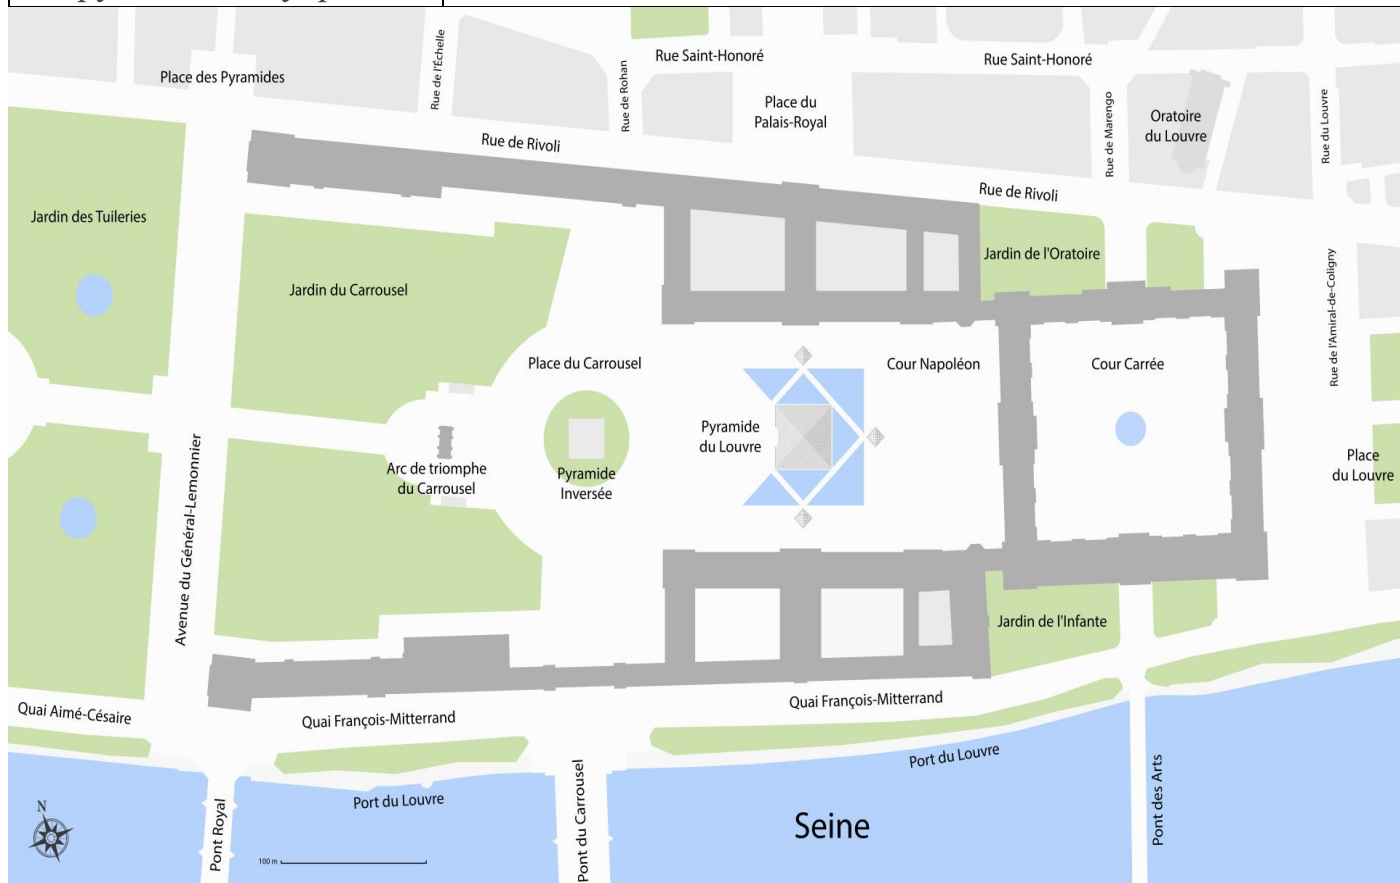 Rue Saint-Honoré
Rue Saint-Honoré
Place des Pyramides
Rue de l'Échelle
Rue de Rohan
Place du
Palais-Royal
Rue de Marengo
Oratoire
du Louvre
Rue du Louvre
Rue de Rivoli
Rue de Rivoli
Jardin des Tuileries
Jardin du Carrousel
Jardin de l'Oratoire
Rue de l'Amiral-de-Coligny
Place du Carrousel
Cour Napoléon
Cour Carrée
Pyramide
du Louvre
Arc de triomphe
du Carrousel
Pyramide
Inversée
Place
du Louvre
Avenue du Général-Lemonnier
Jardin de l'Infante
Quai Aimé-Césaire
Quai François-Mitterrand
Quai François-Mitterrand
Port du Louvre
Port du Louvre
Pont Royal
Pont du Carrousel
Pont des Arts
Seine
N
100 m